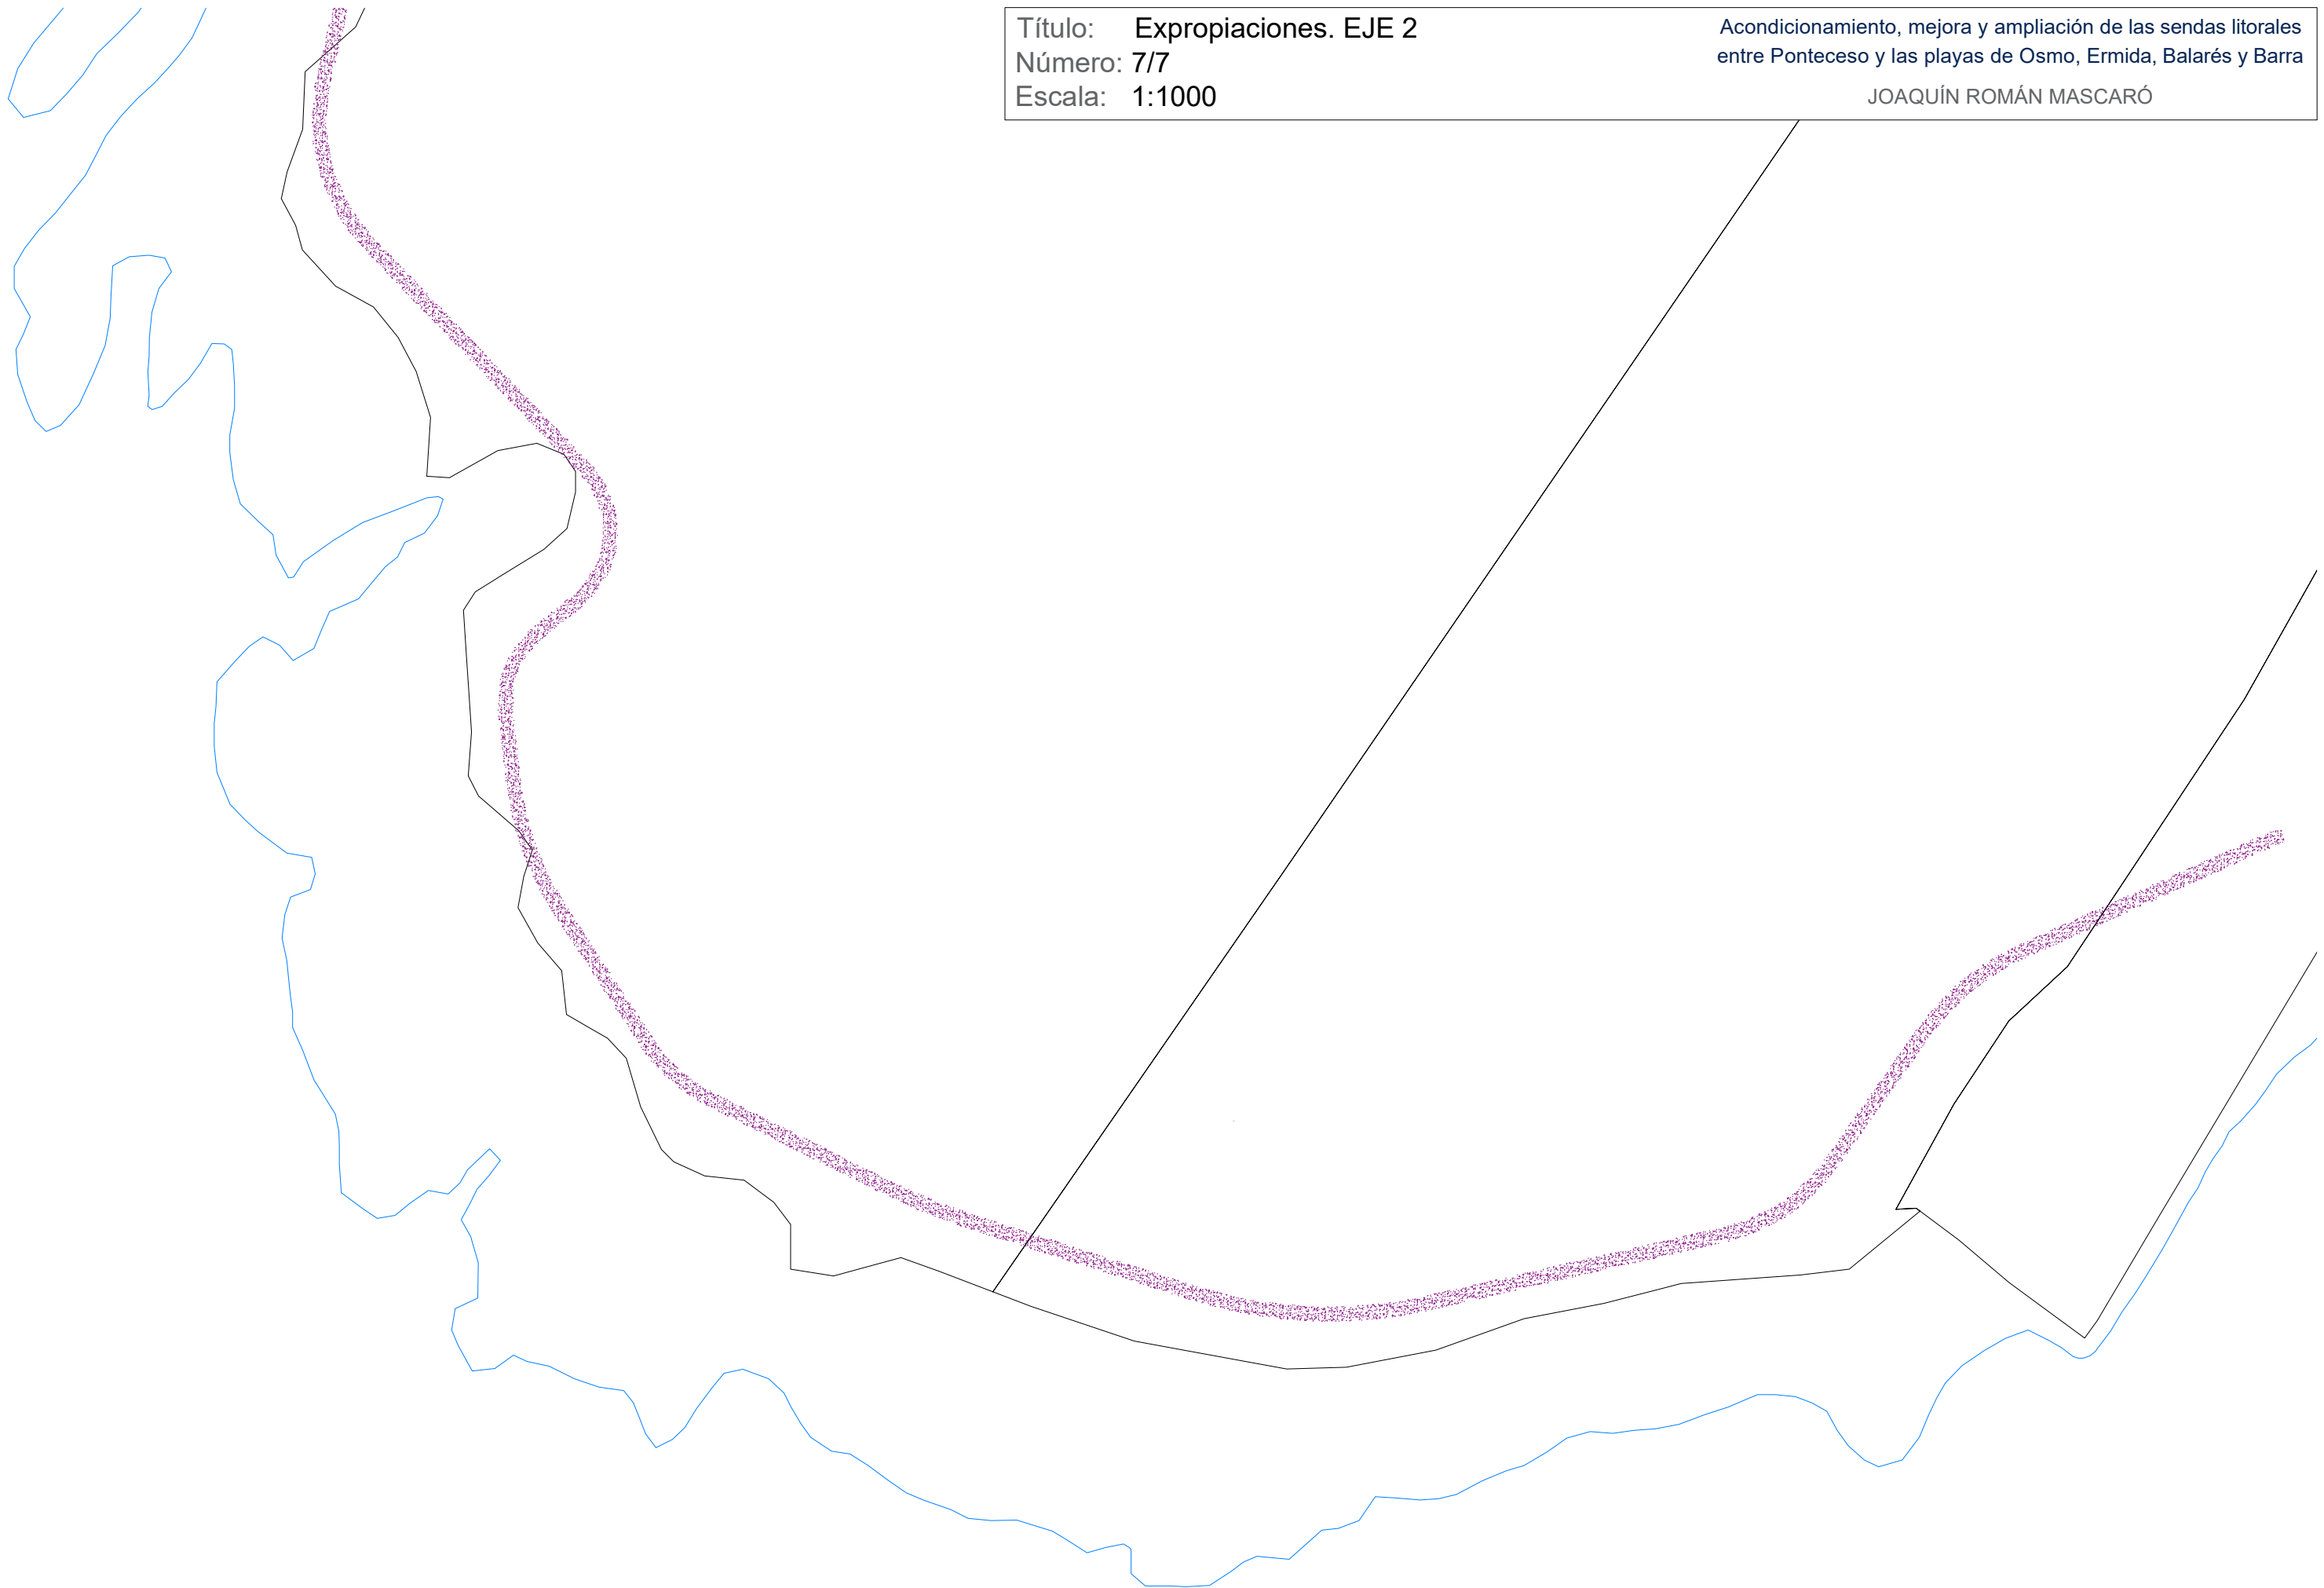 Título: Expropiaciones. EJE 2
Número: 7/7
Escala: 1:1000
Acondicionamiento, mejora y ampliación de las sendas litorales
entre Ponteceso y las playas de Osmo, Ermida, Balarés y Barra
JOAQUÍN ROMÁN MASCARÓ